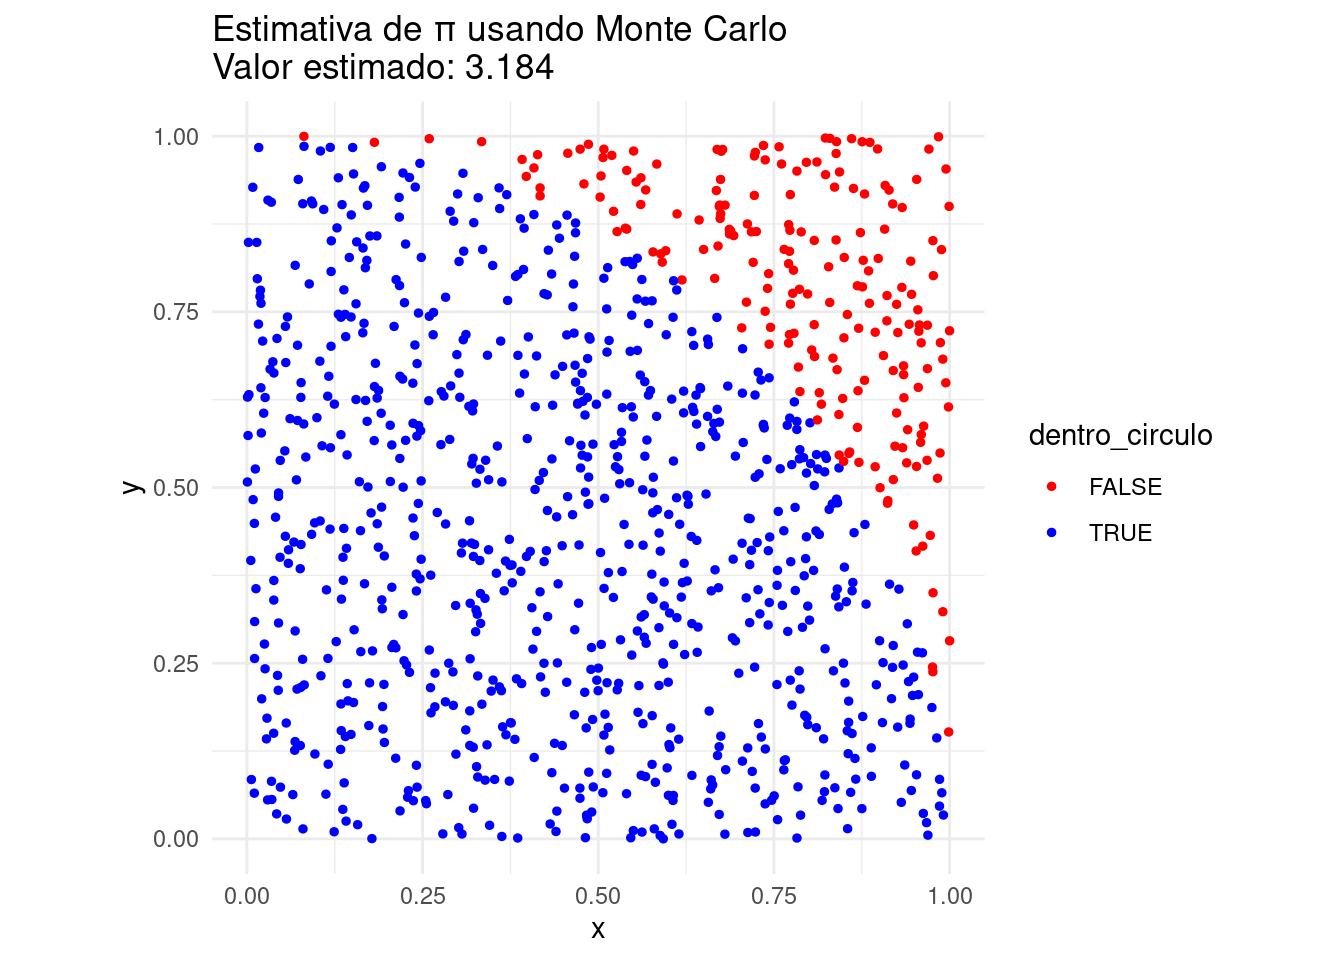 Estimativa de π usando Monte Carlo
Valor estimado: 3.184
1.00
0.75
0.50
0.25
0.00
y
0.00 0.25 0.50 0.75 1.00
x
dentro_circulo
FALSE
TRUE